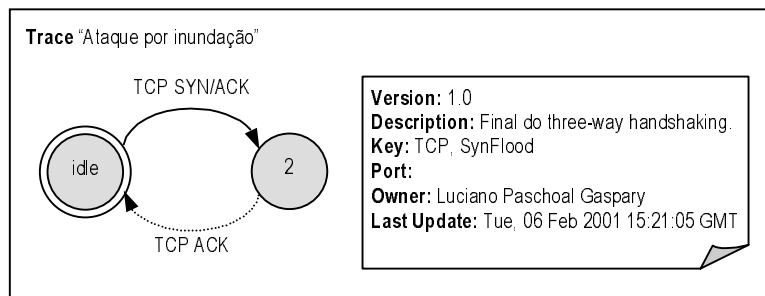 Trace “Ataque por inundação”
TCP SYN/ACK
idle
2
TCP ACK
Version: 1.0
Description: Final do three-way handshaking.
Key: TCP, SynFlood
Port:
Owner: Luciano Paschoal Gaspary
Last Update: Tue, 06 Feb 2001 15:21:05 GMT